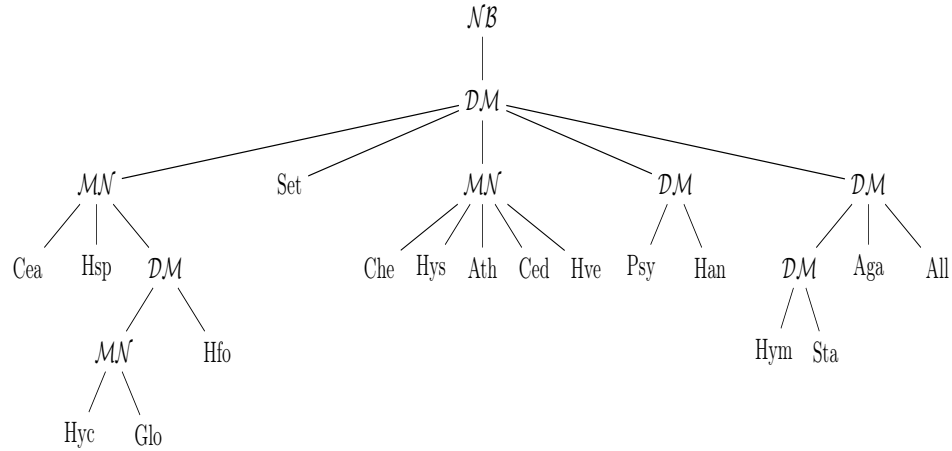 𝒩ℬ
𝒟ℳ
ℳ𝒩 Set ℳ𝒩 𝒟ℳ 𝒟ℳ
Cea Hsp 𝒟ℳ Che Hys Ath Ced Hve Psy Han 𝒟ℳ Aga All
ℳ𝒩 Hfo Hym Sta
Hyc Glo